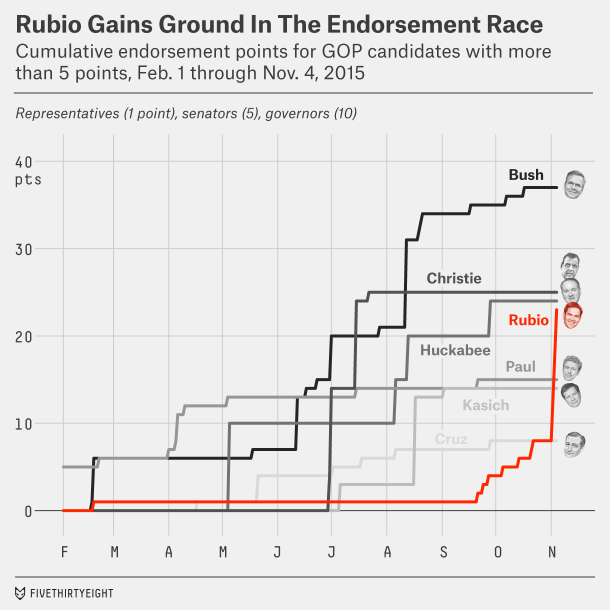 Rubio Gains Ground In The Endorsement Race
Cumulative endorsement points for GOP candidates with more
than 5 points, Feb. 1 through Nov. 4, 2015
Representatives (1 point), senators (5), governors (10)
40
pts
Bush
30
Christie
20
Rubio
Huckabee
Paul
10
Kasich
Cruz
0
F M A M J J A S O N
FIVETHIRTYEIGHT